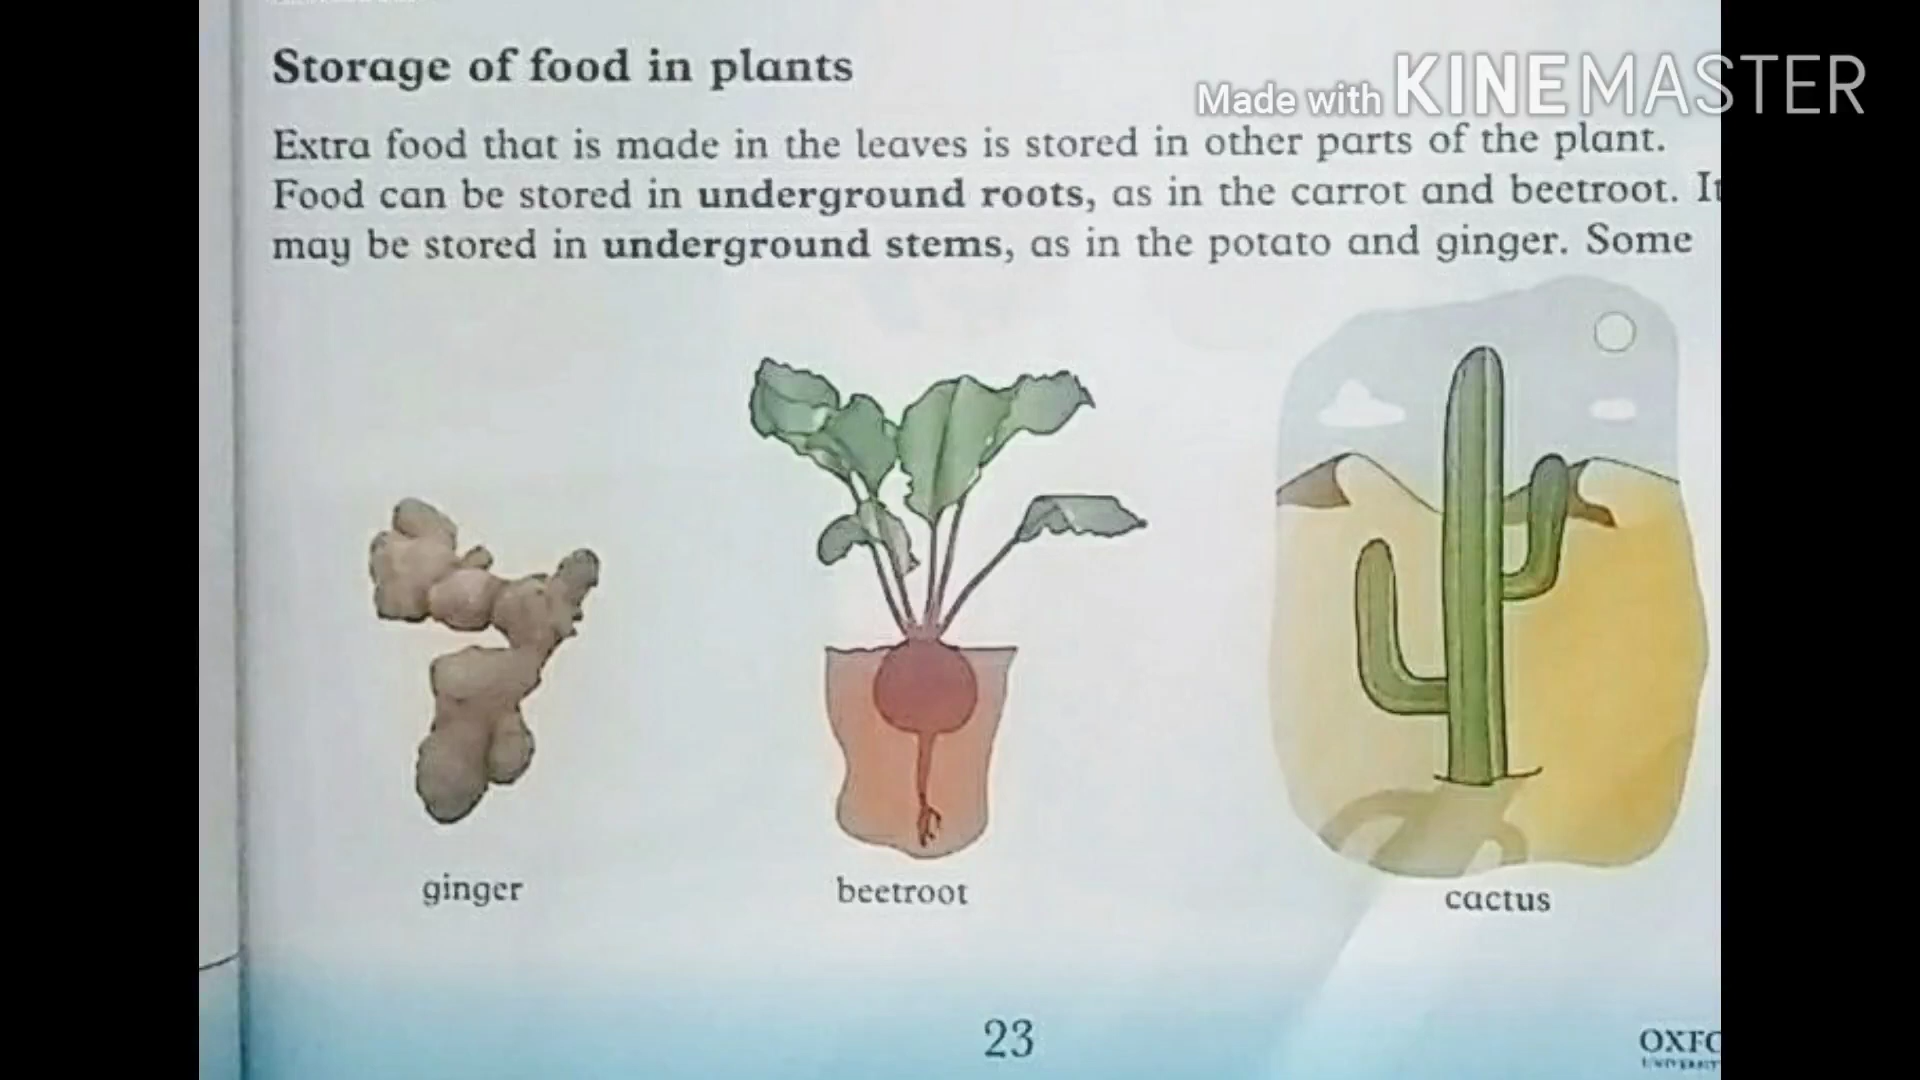 Storage of food in plants
Made with KINEMASTER
Extra food that is made in the leaves is stored in other parts of the plant.
Food can be stored in underground roots, as in the carrot and beetroot. It
may be stored in underground stems, as in the potato and ginger. Some
ginger
beetroot
cactus
23